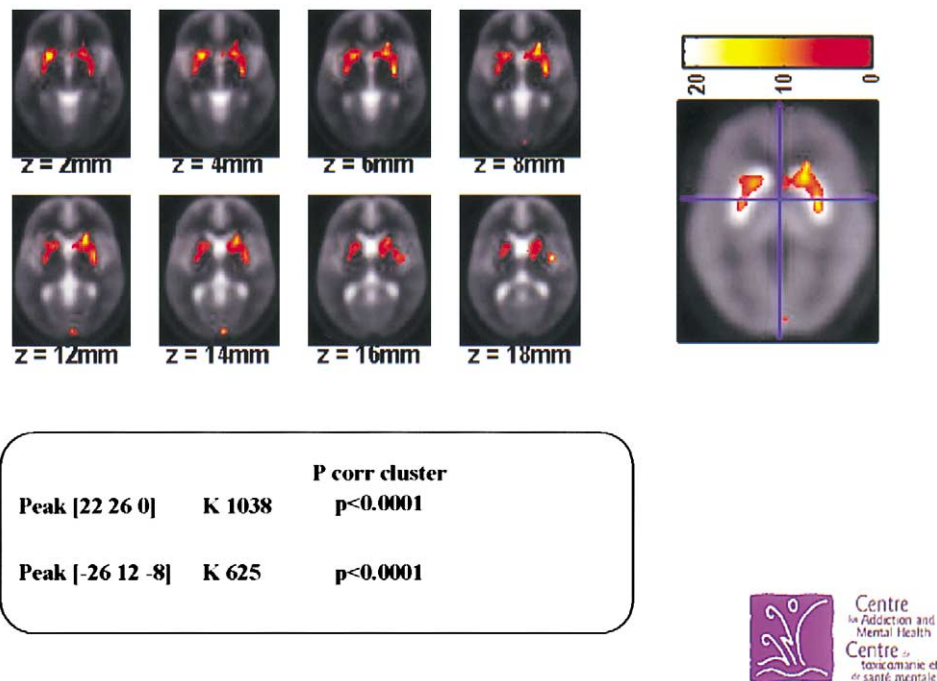 z = 2mm
z = 4mm
z = 6mm
z = 8mm
20
10
0
z = 12mm
z = 14mm
z = 16mm
z = 18mm
P corr cluster
Peak [22 26 0] K 1038 p<0.0001
Peak [-26 12 -8] K 625 p<0.0001
Centre
for Addiction and
Mental Health
Centre de
toxicomanie et
de santé mentale